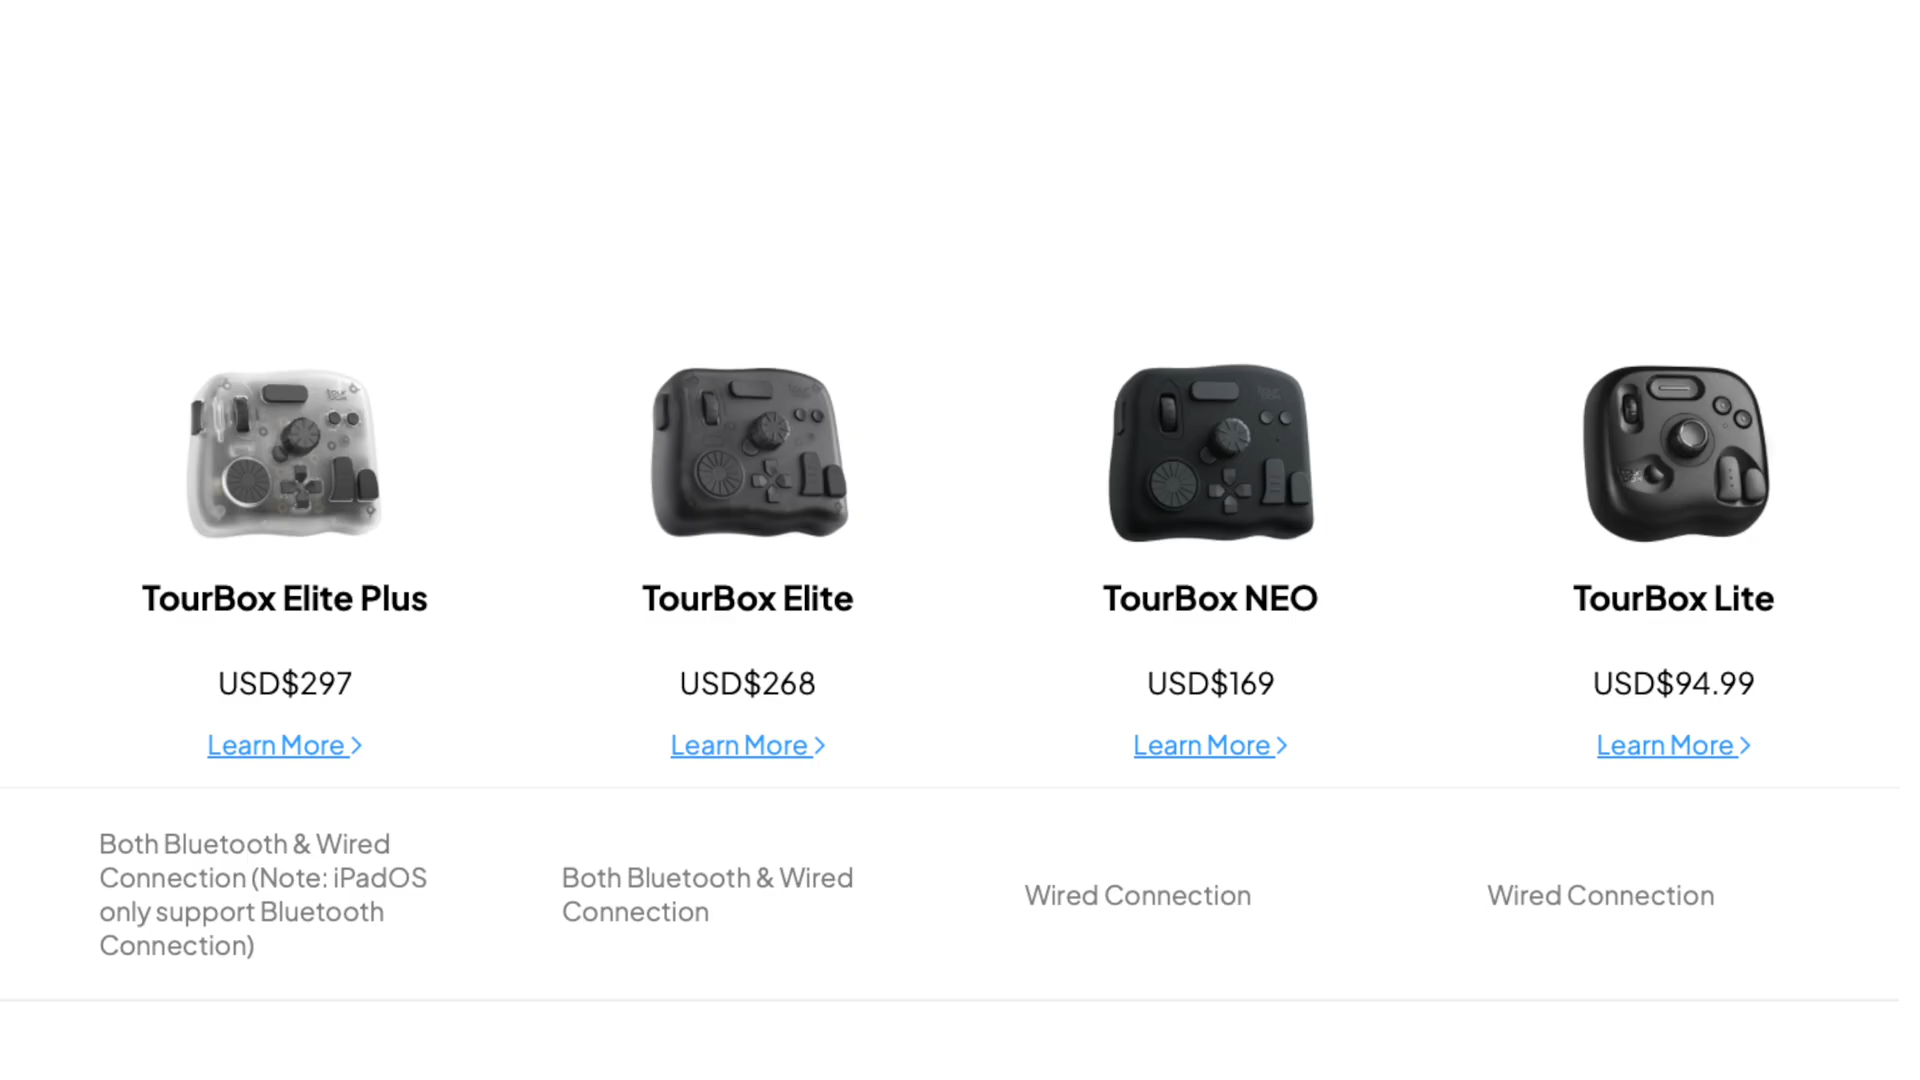 TourBox Elite Plus
USD$297
Learn More >
TourBox Elite
USD$268
Learn More >
TourBox NEO
USD$169
Learn More >
TourBox Lite
USD$94.99
Learn More >
Both Bluetooth & Wired
Connection (Note: iPadOS
only support Bluetooth
Connection)
Both Bluetooth & Wired
Connection
Wired Connection
Wired Connection